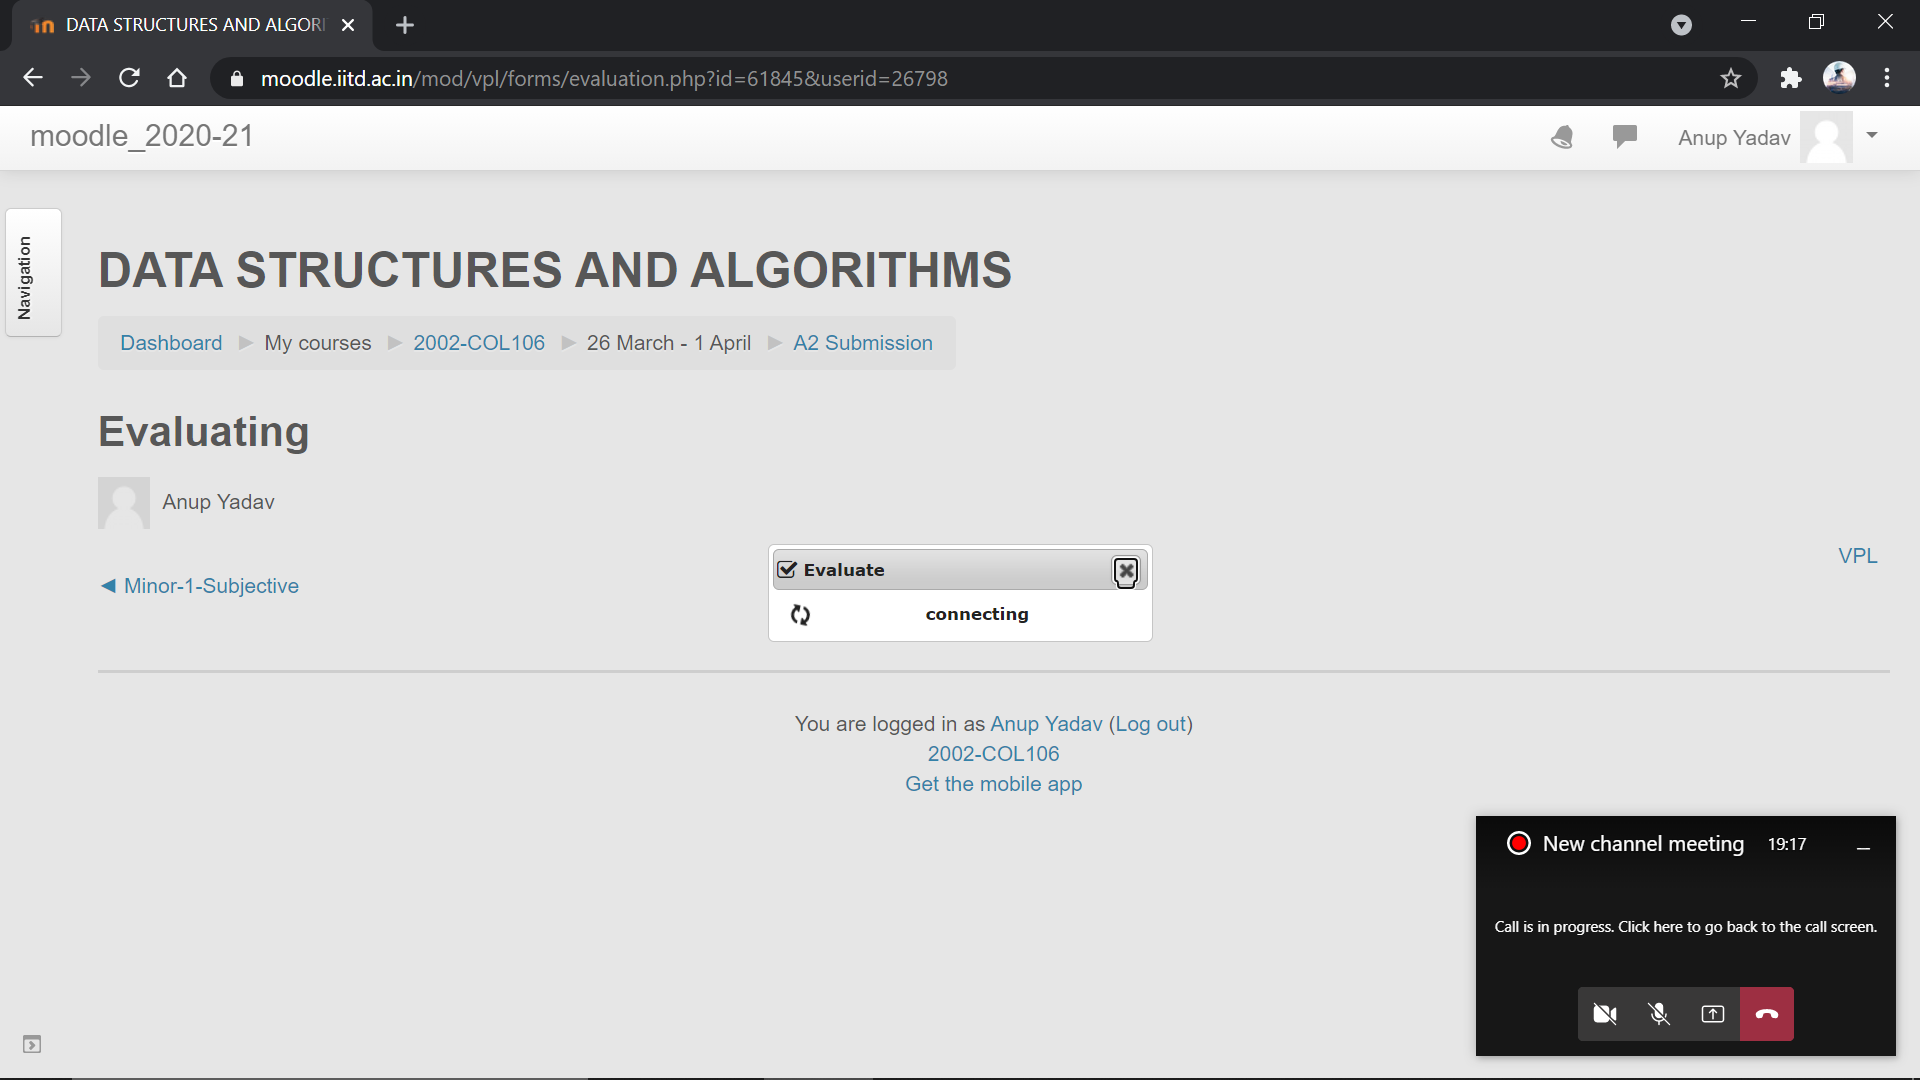 DATA STRUCTURES AND ALGORI
moodle.iitd.ac.in/mod/vpl/forms/evaluation.php?id=61845&userid=26798
moodle_2020-21
Anup Yadav
Navigation
DATA STRUCTURES AND ALGORITHMS
Dashboard My courses 2002-COL106 26 March - 1 April A2 Submission
Evaluating
Anup Yadav
VPL
Minor-1-Subjective
Evaluate
connecting
You are logged in as Anup Yadav (Log out)
2002-COL106
Get the mobile app
New channel meeting 19:17
Call is in progress. Click here to go back to the call screen.